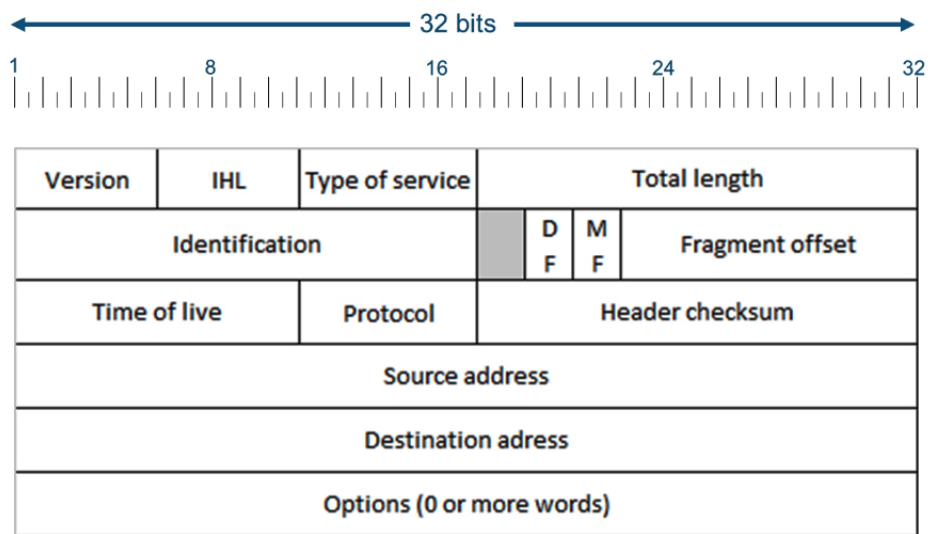 32 bits
1 8 16 24 32
Version IHL Type of service Total length
Identification D F M F Fragment offset
Time of live Protocol Header checksum
Source address
Destination adress
Options (0 or more words)